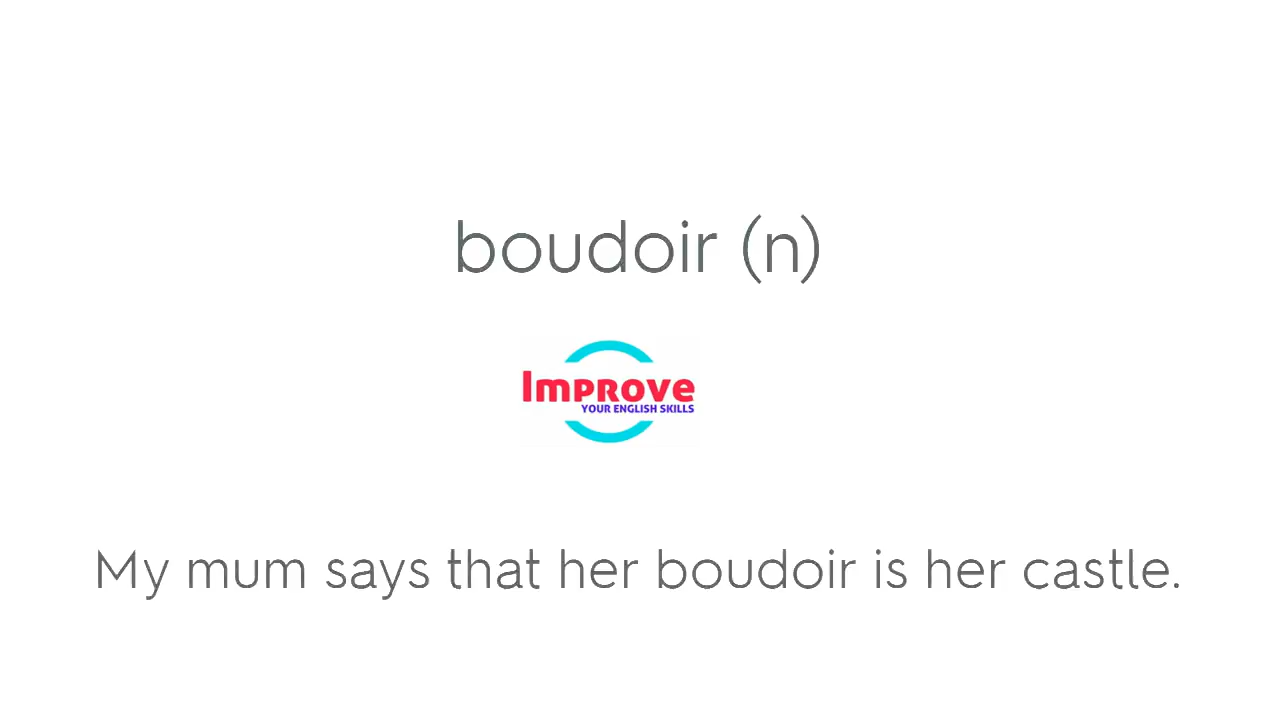 boudoir (n)
Improve
YOUR ENGLISH SKILLS
My mum says that her boudoir is her castle.